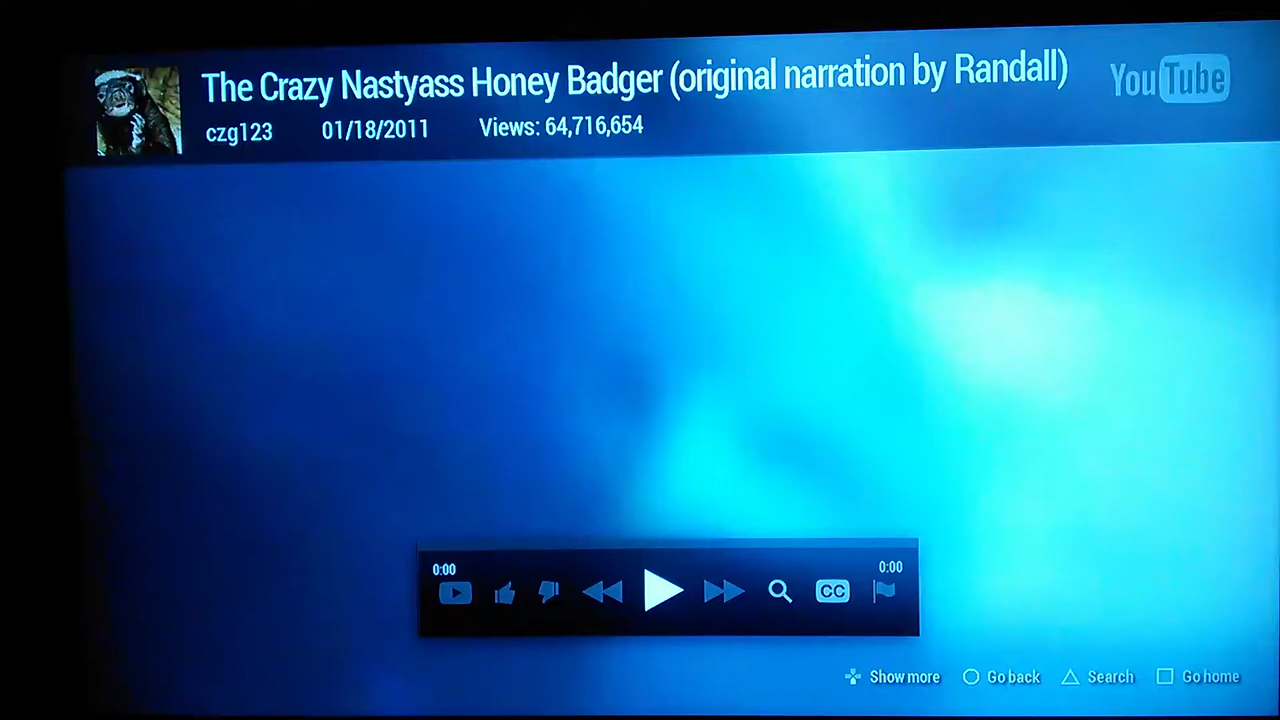 The Crazy Nastyass Honey Badger (original narration by Randall)
YouTube
czg123 01/18/2011 Views: 64,716,654
0:00 0:00
CC
Show more Go back Search Go home